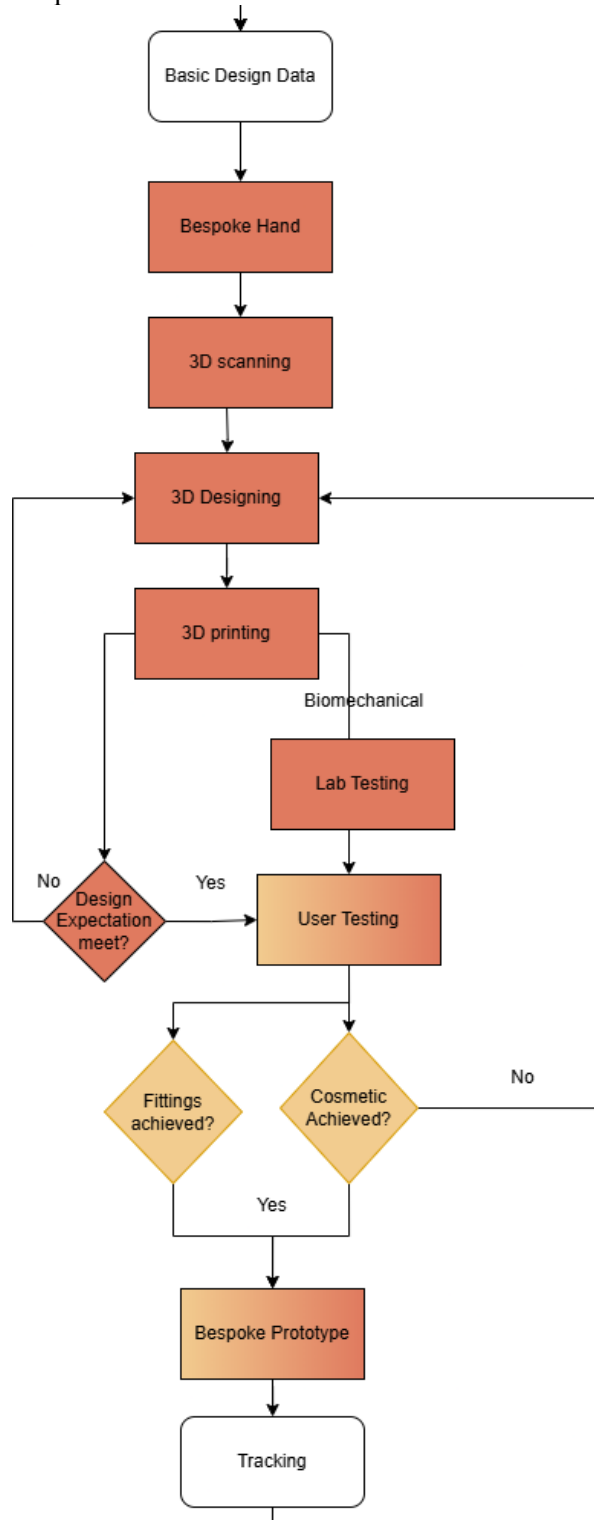 Basic Design Data
Bespoke Hand
3D scanning
3D Designing
3D printing
Biomechanical
Lab Testing
No
Yes
Design
Expectation
meet?
User Testing
Fittings
achieved?
Cosmetic
Achieved?
No
Yes
Bespoke Prototype
Tracking